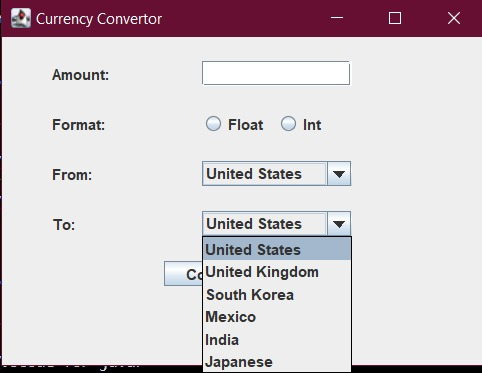 Currency Convertor
Amount:
Format: Float Int
From: United States
To: United States
United States
United Kingdom
South Korea
Mexico
India
Japanese